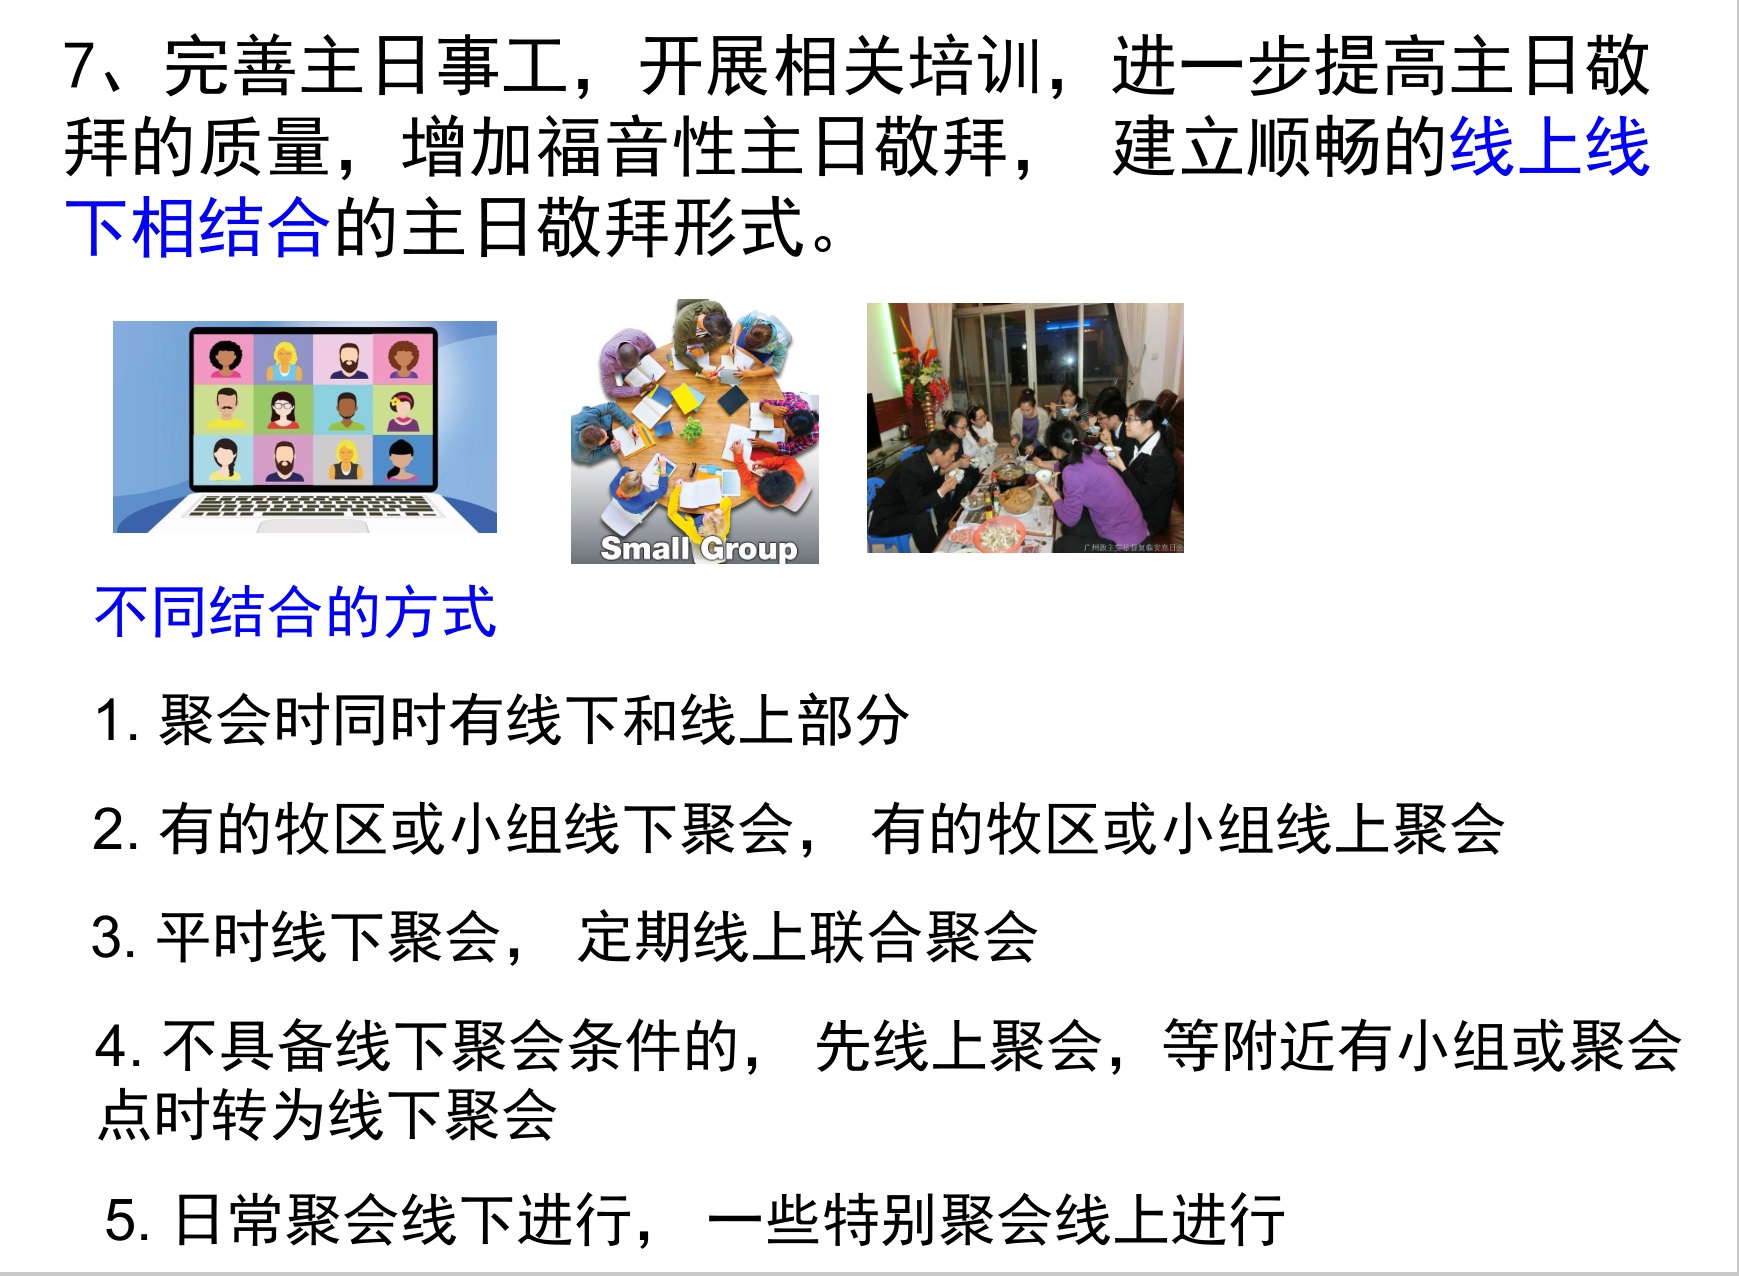 7、完善主日事工，开展相关培训，进一步提高主日敬
拜的质量，增加福音性主日敬拜， 建立顺畅的线上线
下相结合的主日敬拜形式。
Small Group
不同结合的方式
1. 聚会时同时有线下和线上部分
2. 有的牧区或小组线下聚会， 有的牧区或小组线上聚会
3. 平时线下聚会， 定期线上联合聚会
4. 不具备线下聚会条件的， 先线上聚会，等附近有小组或聚会
点时转为线下聚会
5. 日常聚会线下进行， 一些特别聚会线上进行